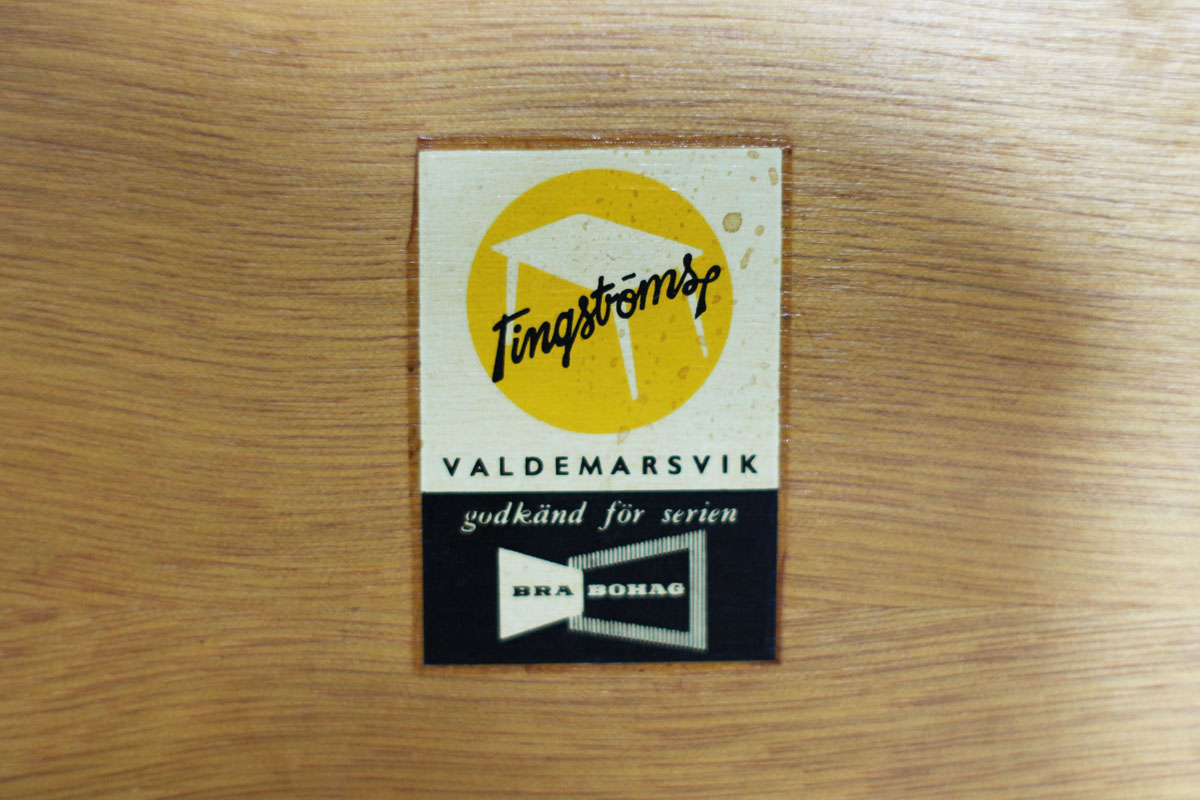 Tingströms
VALDEMARSVIK
godkänd för serien
BRA BOHAG